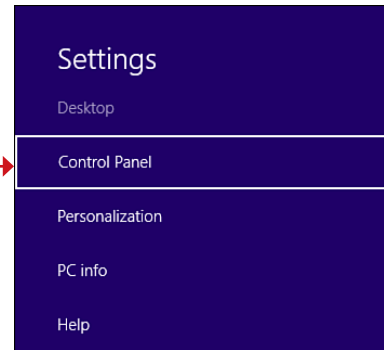 Settings
Desktop
Control Panel
Personalization
PC info
Help